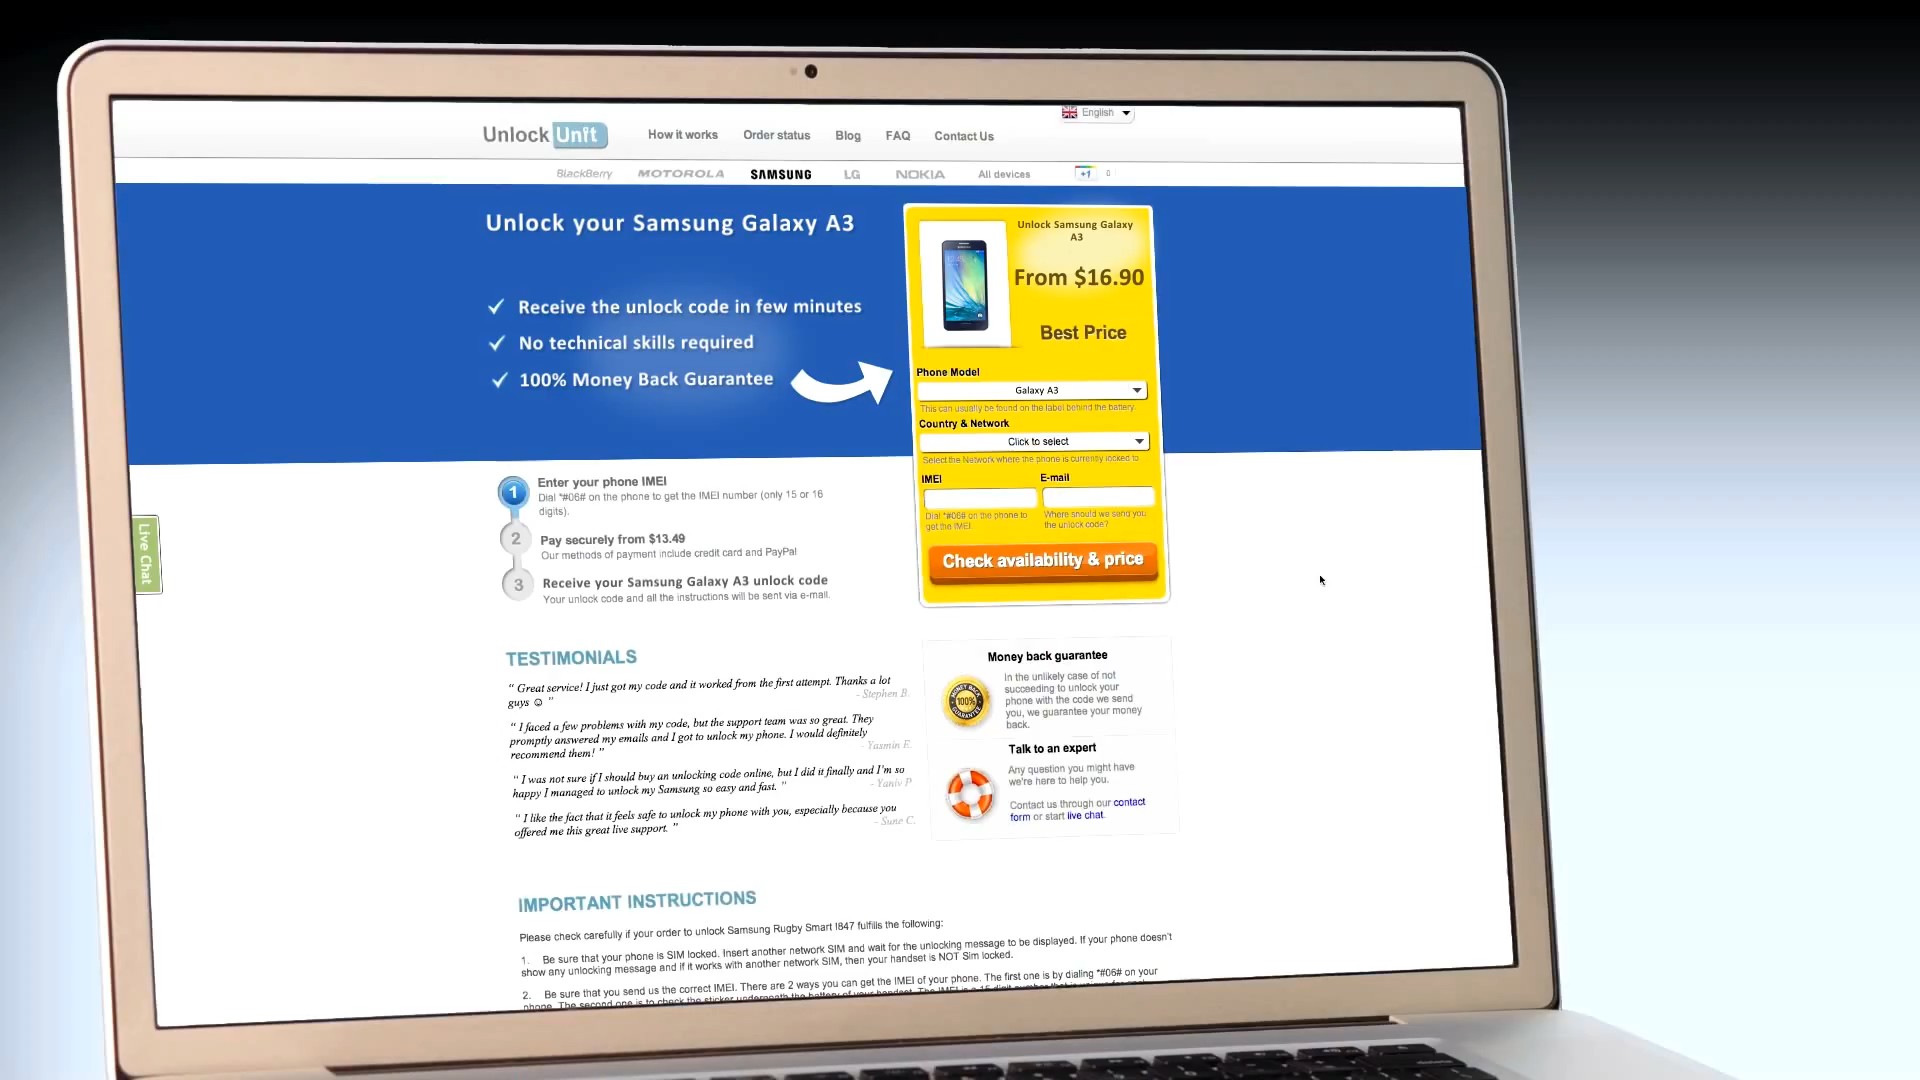 English
Unlock Unit
How it works
Order status
Blog
FAQ
Contact Us
BlackBerry
MOTOROLA
SAMSUNG
LG
NOKIA
All devices
+1
0
Unlock your Samsung Galaxy A3
Receive the unlock code in few minutes
No technical skills required
100% Money Back Guarantee
Unlock Samsung Galaxy
A3
From $16.90
Best Price
Phone Model
Galaxy A3
This can usually be found on the label behind the battery.
Country & Network
Click to select
Select the Network where the phone is currently locked to
IMEI
E-mail
Dial *#06# on the phone to
get the IMEI
Where should we send you
the unlock code?
Check availability & price
Live Chat
1
Enter your phone IMEI
Dial *#06# on the phone to get the IMEI number (only 15 or 16
digits).
2
Pay securely from $13.49
Our methods of payment include credit card and PayPal
3
Receive your Samsung Galaxy A3 unlock code
Your unlock code and all the instructions will be sent via e-mail.
TESTIMONIALS
“ Great service! I just got my code and it worked from the first attempt. Thanks a lot
guys ☺ ”
- Stephen B.
“ I faced a few problems with my code, but the support team was so great. They
promptly answered my emails and I got to unlock my phone. I would definitely
recommend them! ”
- Yasmin E.
“ I was not sure if I should buy an unlocking code online, but I did it finally and I'm so
happy I managed to unlock my Samsung so easy and fast. ”
- Yaniv P
“ I like the fact that it feels safe to unlock my phone with you, especially because you
offered me this great live support. ”
- Sune C.
Money back guarantee
MONEY BACK
100%
GUARANTEE
In the unlikely case of not
succeeding to unlock your
phone with the code we send
you, we guarantee your money
back.
Talk to an expert
Any question you might have
we're here to help you.
Contact us through our contact
form or start live chat.
IMPORTANT INSTRUCTIONS
Please check carefully if your order to unlock Samsung Rugby Smart I847 fulfills the following:
1. Be sure that your phone is SIM locked. Insert another network SIM and wait for the unlocking message to be displayed. If your phone doesn't
show any unlocking message and if it works with another network SIM, then your handset is NOT Sim locked.
2. Be sure that you send us the correct IMEI. There are 2 ways you can get the IMEI of your phone. The first one is by dialing *#06# on your
phone. The second one is to check the sticker underneath the battery of your handset. The IMEI is a 15 digit number that is